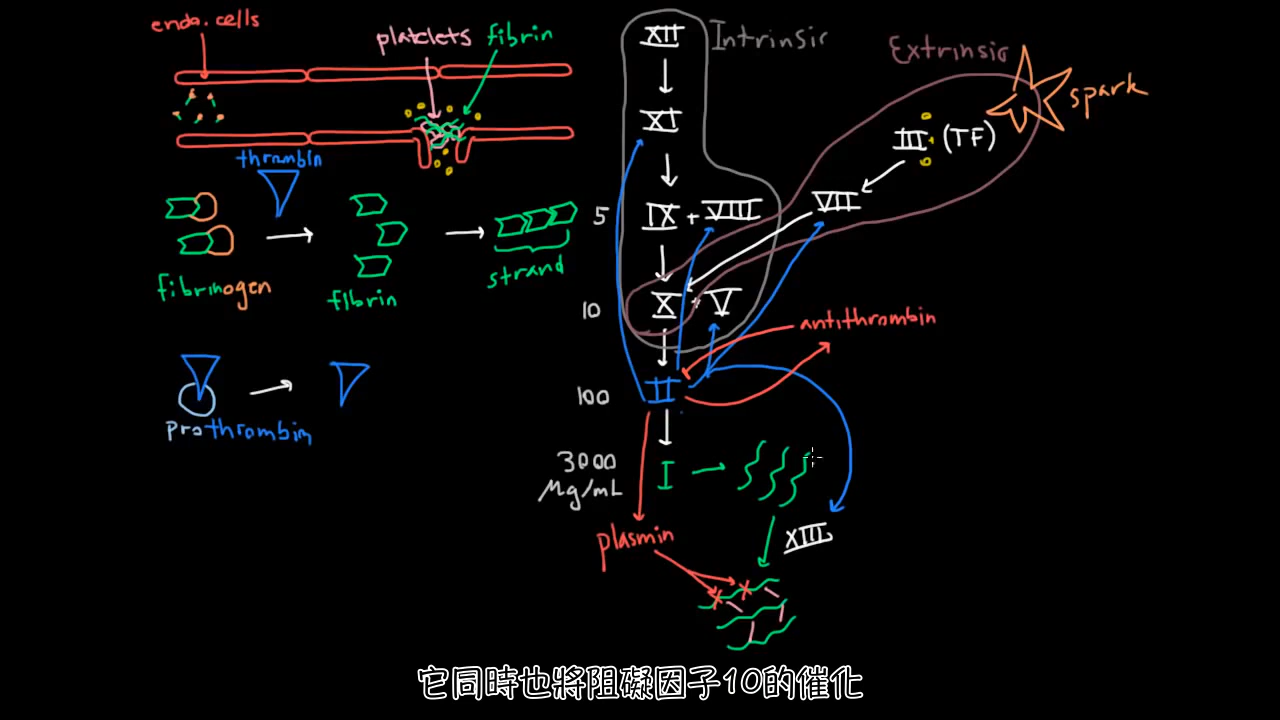 endo. cells
platelets
fibrin
thrombin
fibrinogen
fibrin
strand
prothrombin
XII
Intrinsic
XI
Extrinsic
spark
III (TF)
VII
5
IX + VIII
10
X + V
antithrombin
100
II
3000
Mg/mL
I
plasmin
XIII
它同時也將阻礙因子10的催化